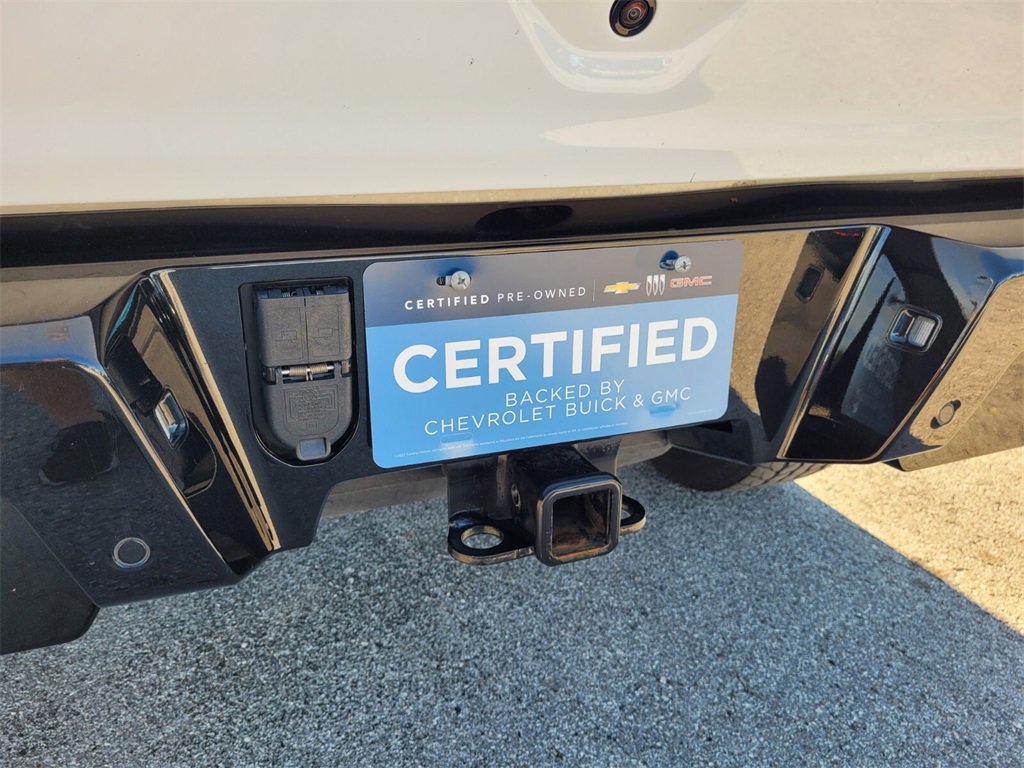 CERTIFIED PRE-OWNED | GMC
CERTIFIED
BACKED BY
CHEVROLET BUICK & GMC